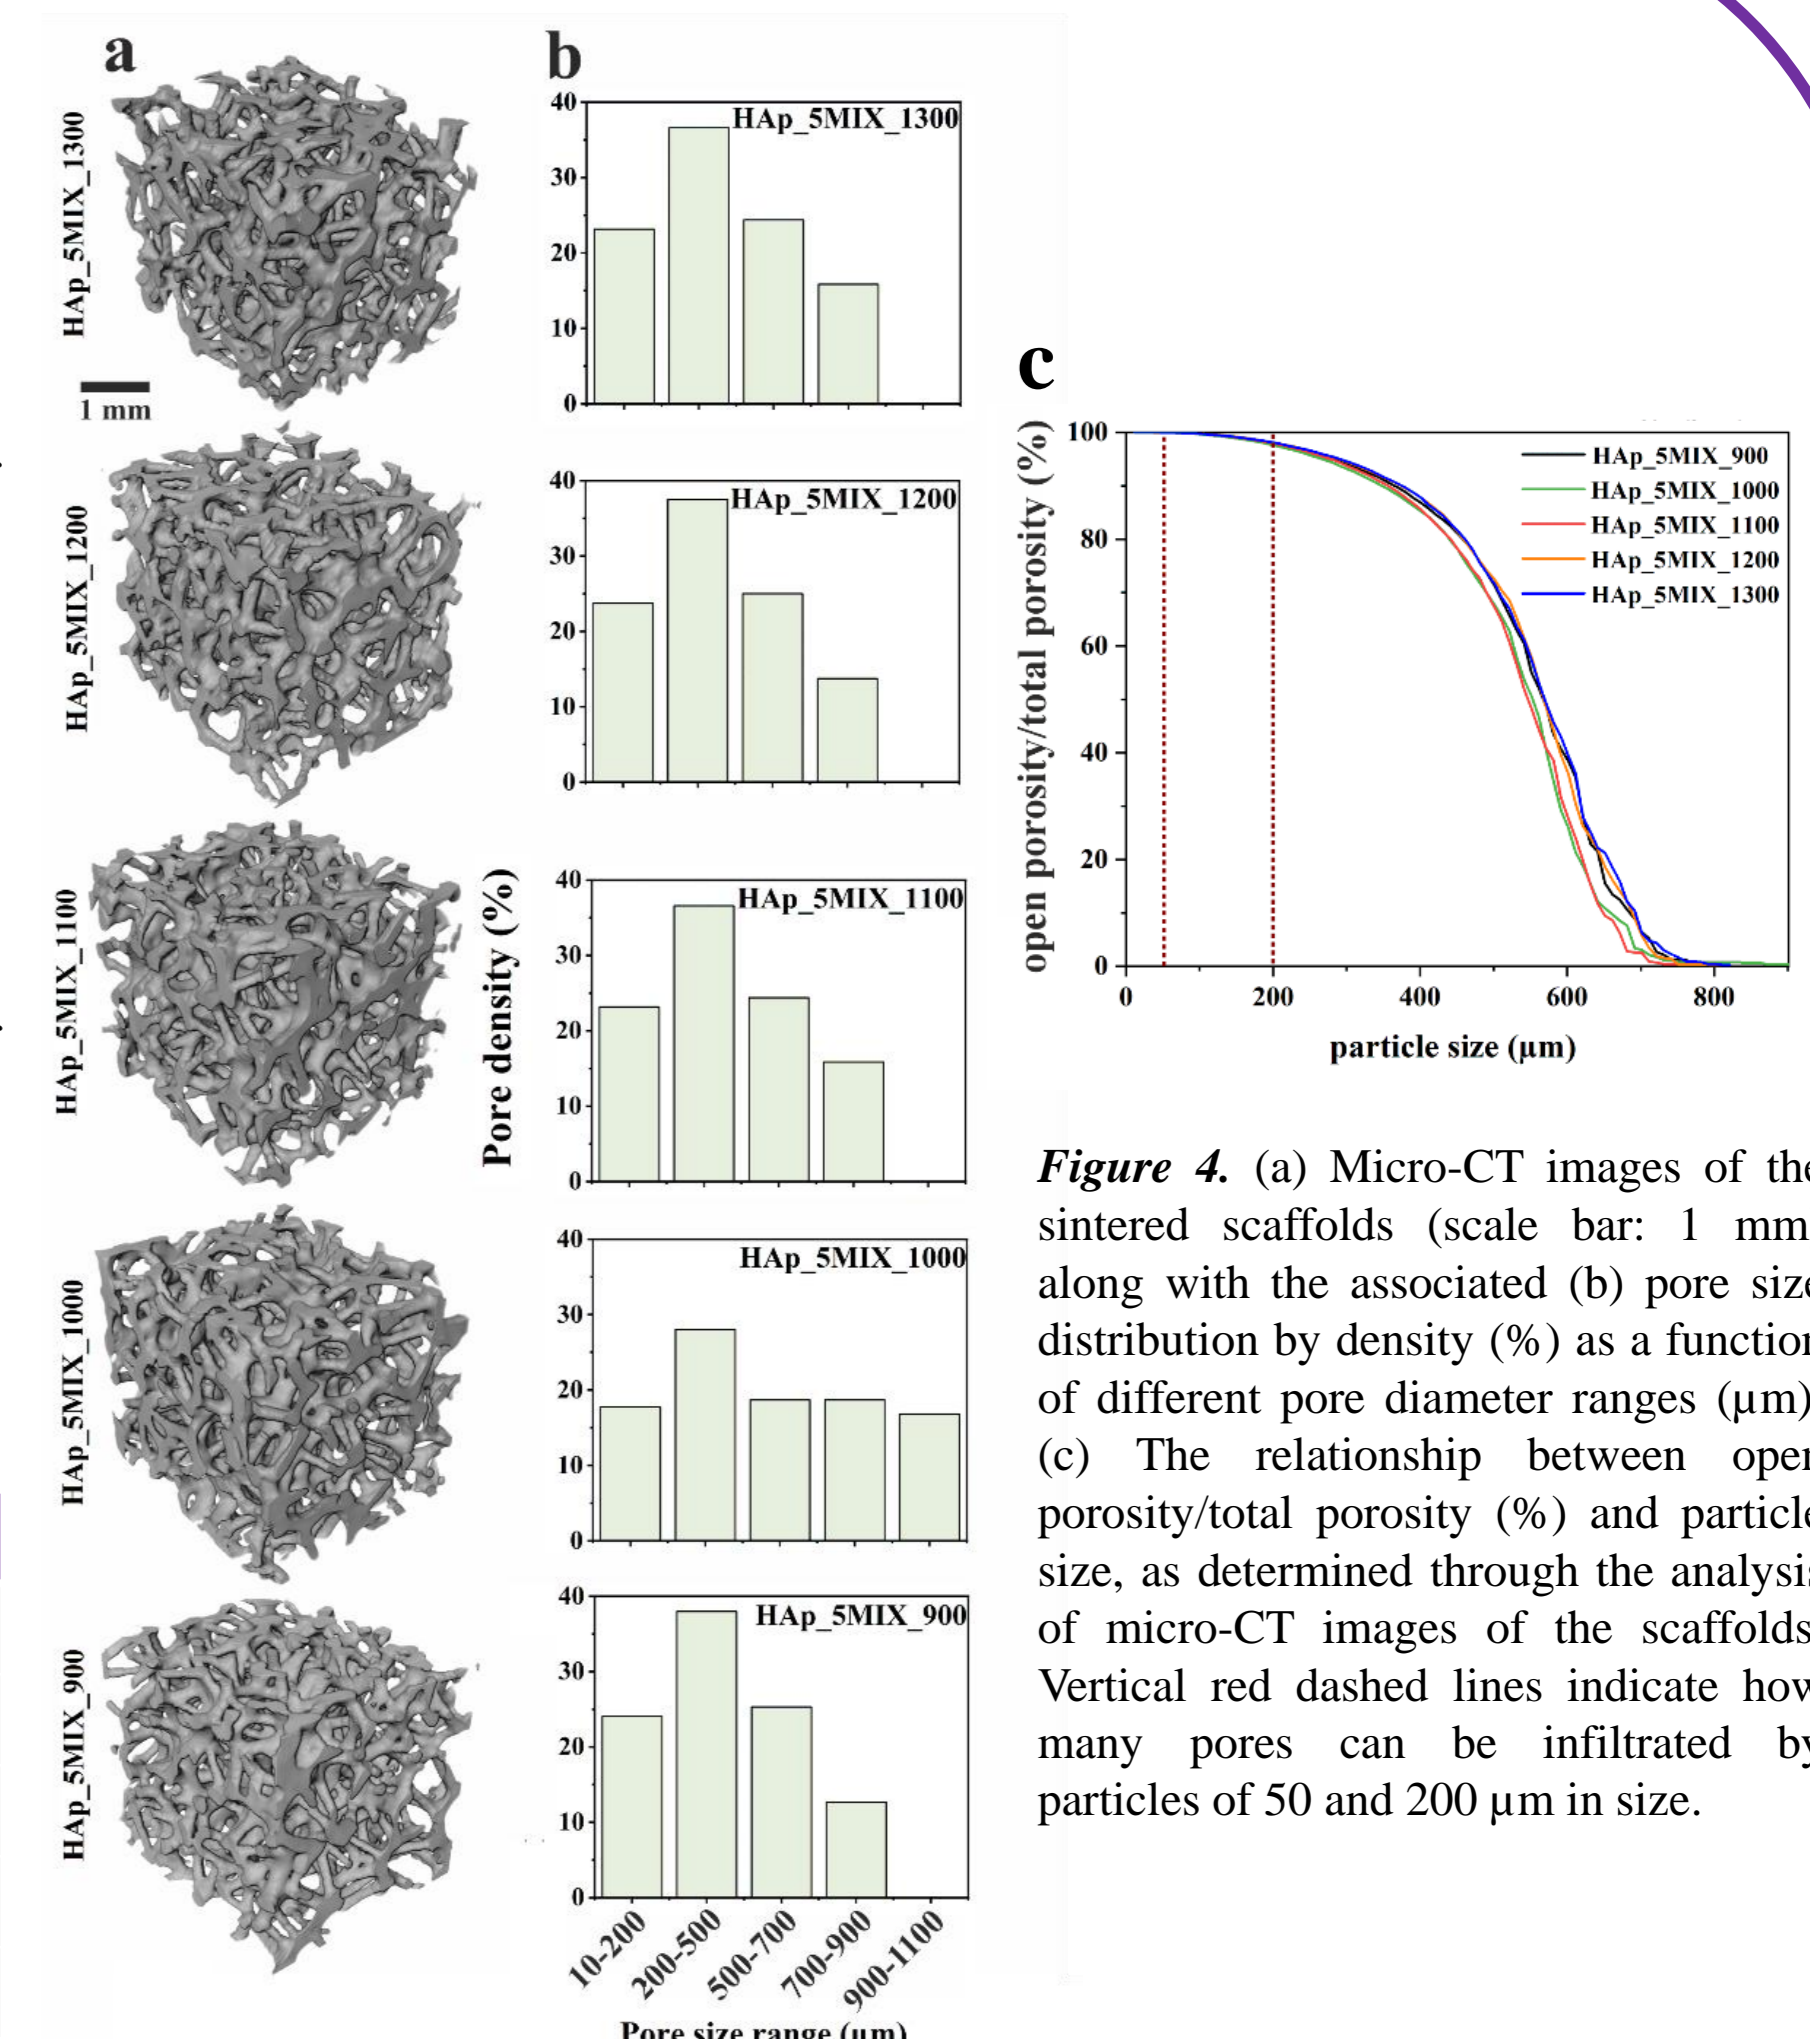 a
HAp_5MIX_1300
1 mm
HAp_5MIX_1200
HAp_5MIX_1100
HAp_5MIX_1000
HAp_5MIX_900
b
Pore density (%)
40
30
20
10
0
HAp_5MIX_1300
40
30
20
10
0
HAp_5MIX_1200
40
30
20
10
0
HAp_5MIX_1100
40
30
20
10
0
HAp_5MIX_1000
40
30
20
10
0
HAp_5MIX_900
10-200 200-500 500-700 700-900 900-1100
Pore size range (µm)
c
open porosity/total porosity (%)
100
80
60
40
20
0
HAp_5MIX_900
HAp_5MIX_1000
HAp_5MIX_1100
HAp_5MIX_1200
HAp_5MIX_1300
0 200 400 600 800
particle size (µm)
Figure 4. (a) Micro-CT images of the
sintered scaffolds (scale bar: 1 mm
along with the associated (b) pore size
distribution by density (%) as a function
of different pore diameter ranges (µm)
(c) The relationship between open
porosity/total porosity (%) and particle
size, as determined through the analysis
of micro-CT images of the scaffolds
Vertical red dashed lines indicate how
many pores can be infiltrated by
particles of 50 and 200 µm in size.